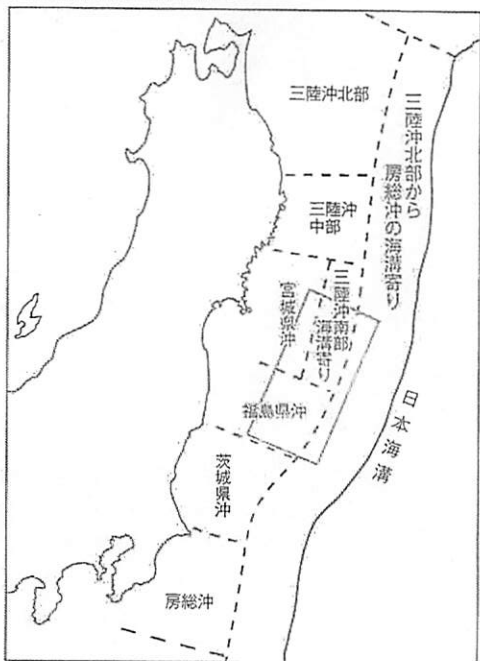 三陸沖北部
三陸沖北部から
房総沖の海溝寄り
三陸沖
中部
三陸沖南部
海溝寄り
宮城県沖
福島県沖
日本海溝
茨城県沖
房総沖